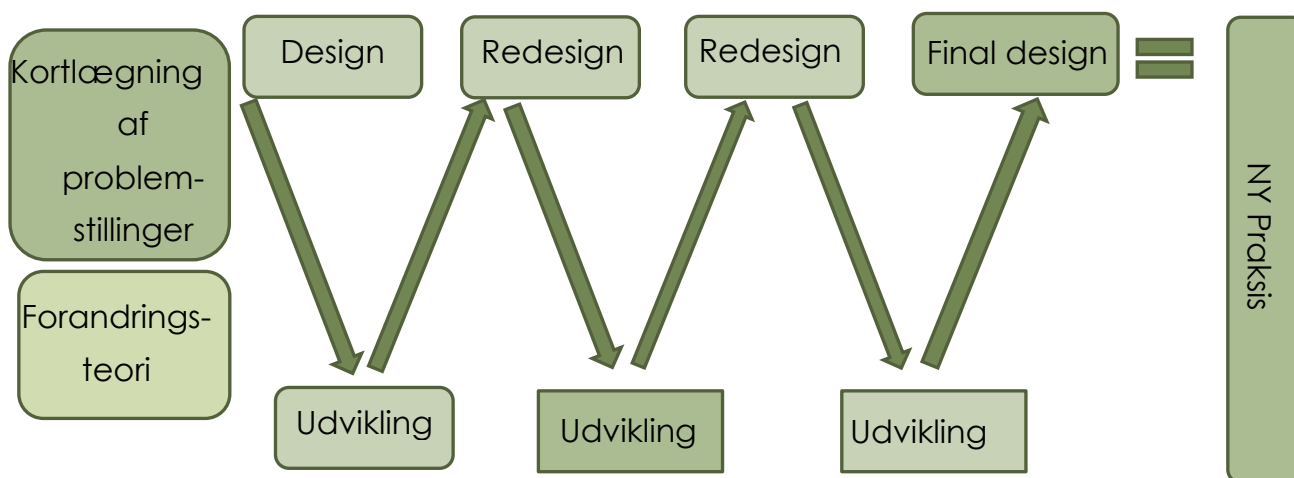 Kortlægning
af
problem-
stillinger
Forandrings-
teori
Design
Redesign
Redesign
Final design
Udvikling
Udvikling
Udvikling
NY Praksis